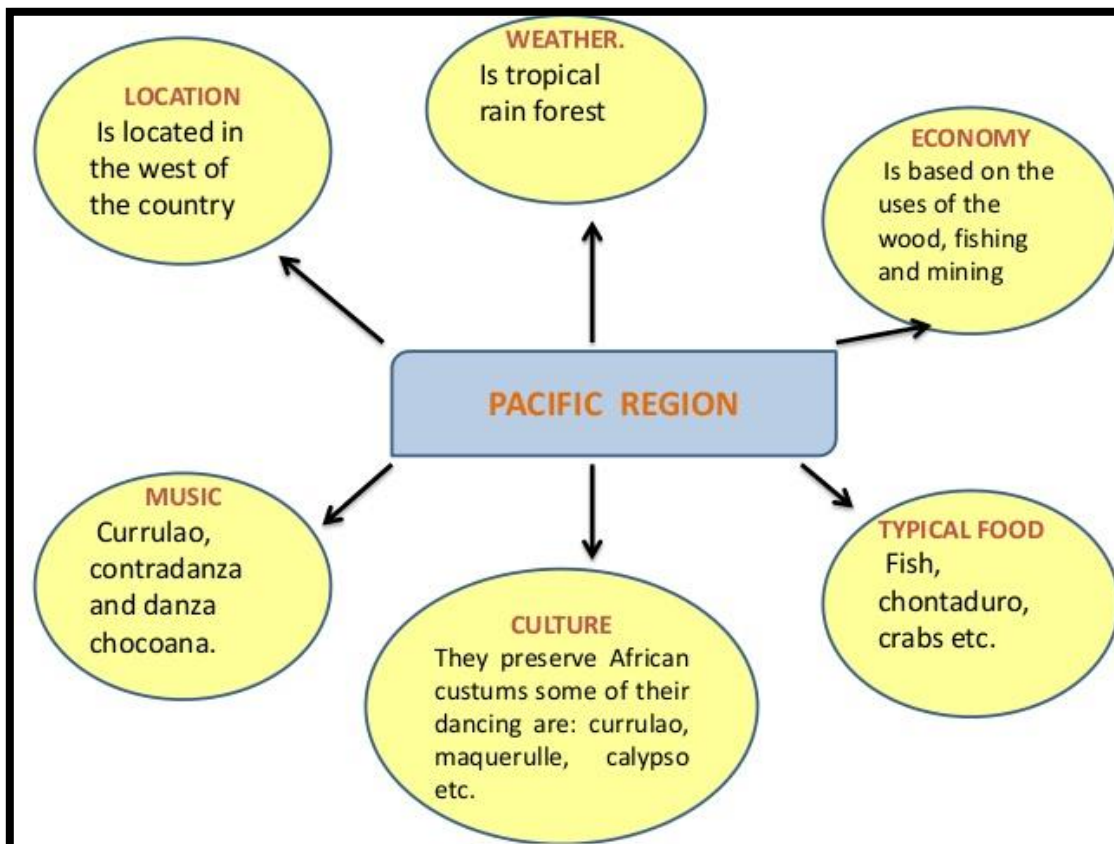 WEATHER.
Is tropical
rain forest
LOCATION
Is located in
the west of
the country
ECONOMY
Is based on the
uses of the
wood, fishing
and mining
PACIFIC REGION
MUSIC
Currulao,
contradanza
and danza
chocoana.
CULTURE
They preserve African
custums some of their
dancing are: currulao,
maquerulle, calypso
etc.
TYPICAL FOOD
Fish,
chontaduro,
crabs etc.